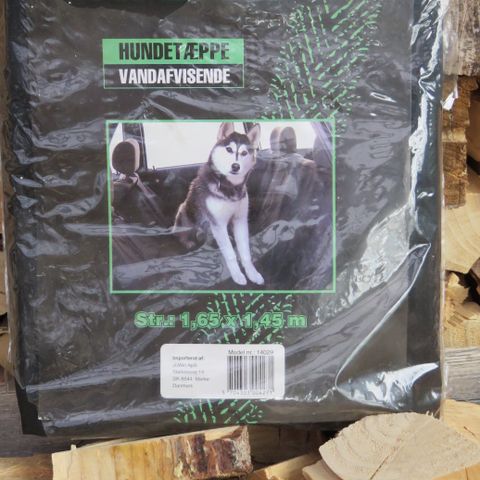 HUNDETÆPPE
VANDAFVISENDE
Str.: 1,65 x 1,45 m
Importeret af:
Model nr.: 14029
Danmark